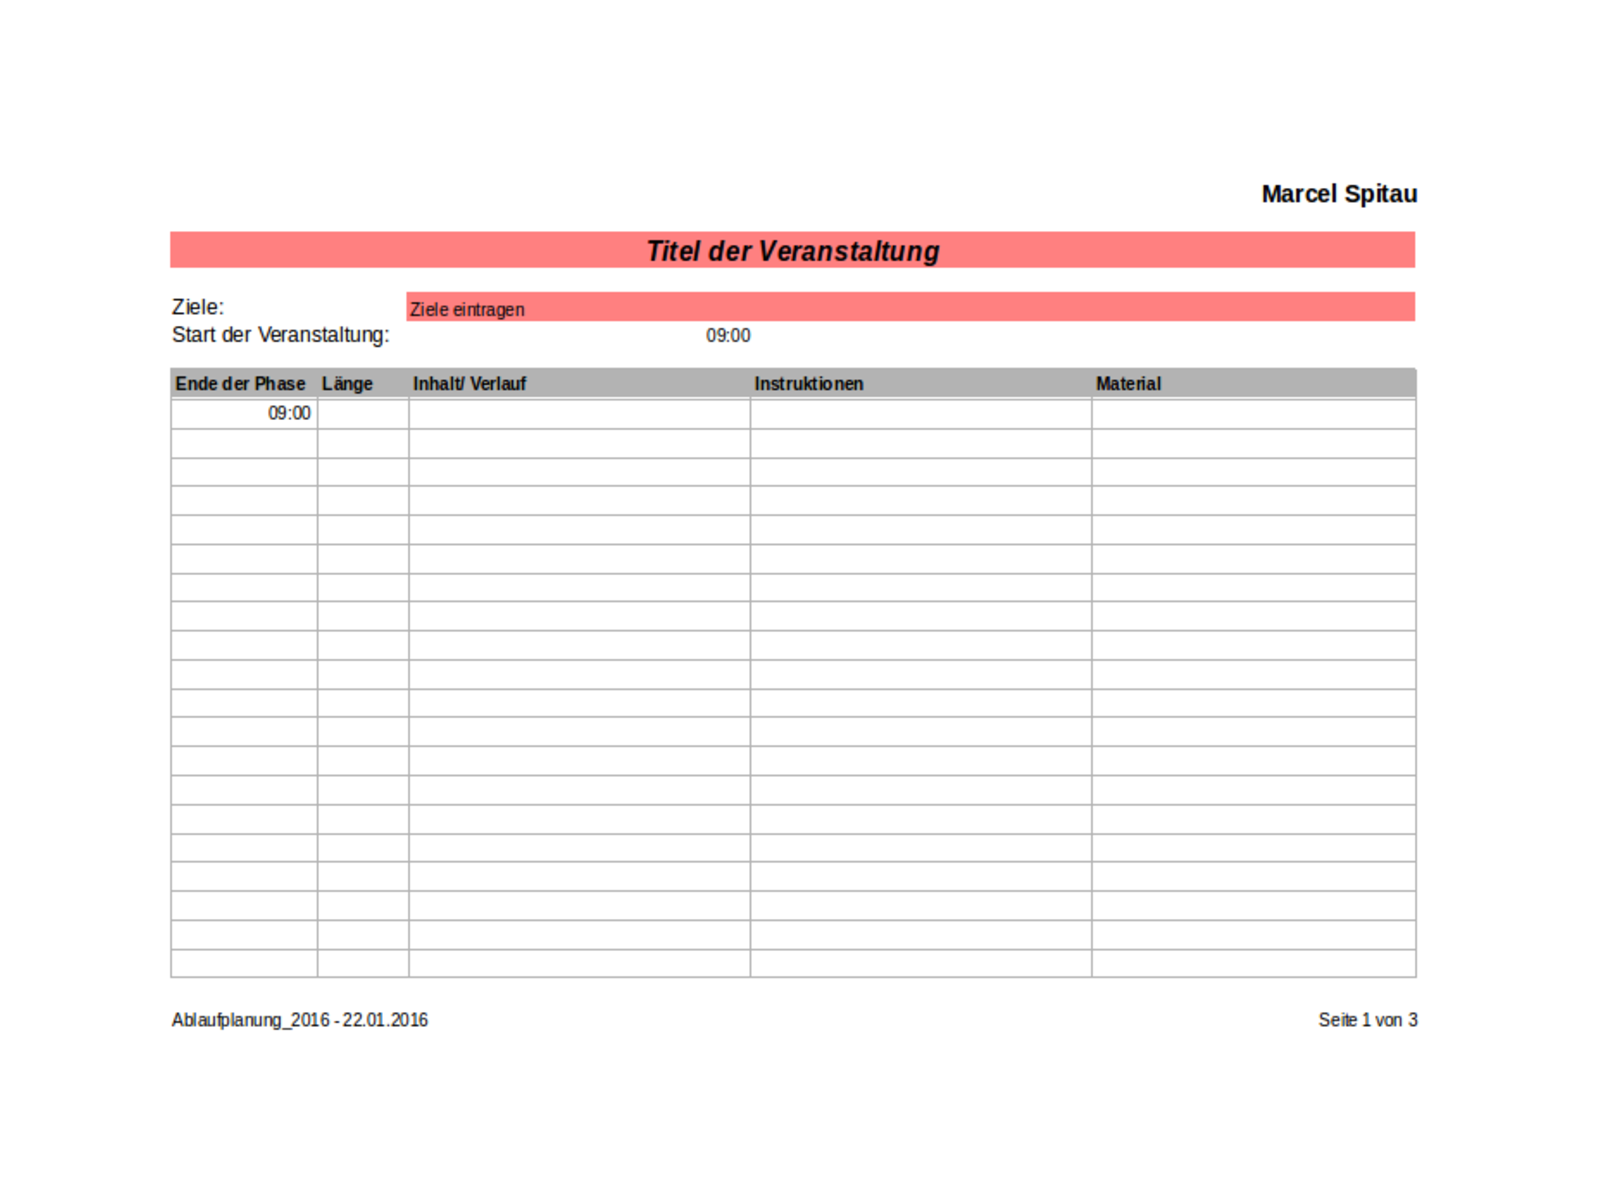 Marcel Spitau
Titel der Veranstaltung
Ziele: Ziele eintragen
Start der Veranstaltung: 09:00
Ende der Phase Länge Inhalt/ Verlauf Instruktionen Material
09:00
Ablaufplanung_2016 - 22.01.2016 Seite 1 von 3